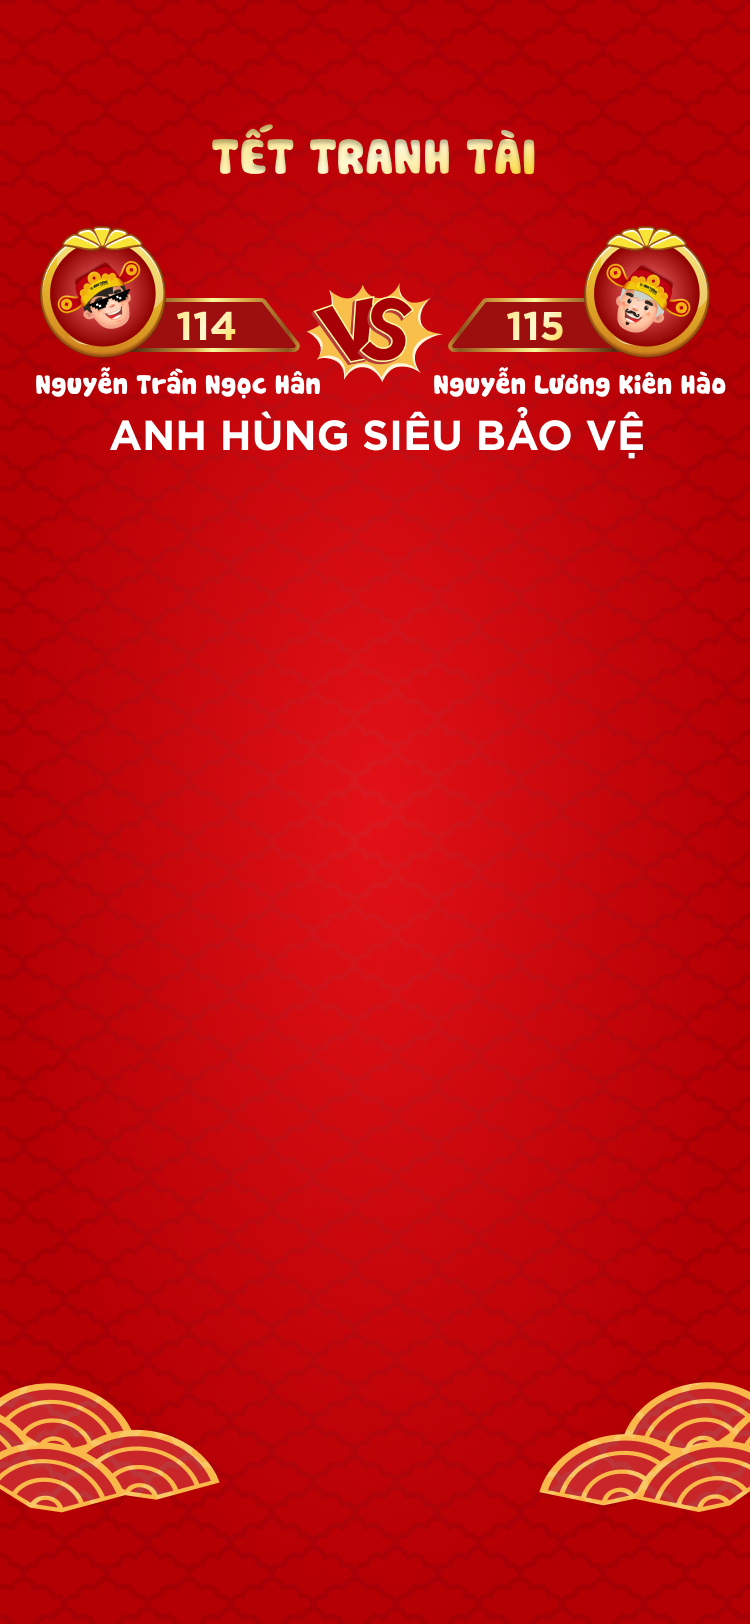 TẾT TRANH TÀI
114 VS 115
Nguyễn Trần Ngọc Hân Nguyễn Lương Kiên Hào
ANH HÙNG SIÊU BẢO VỆ